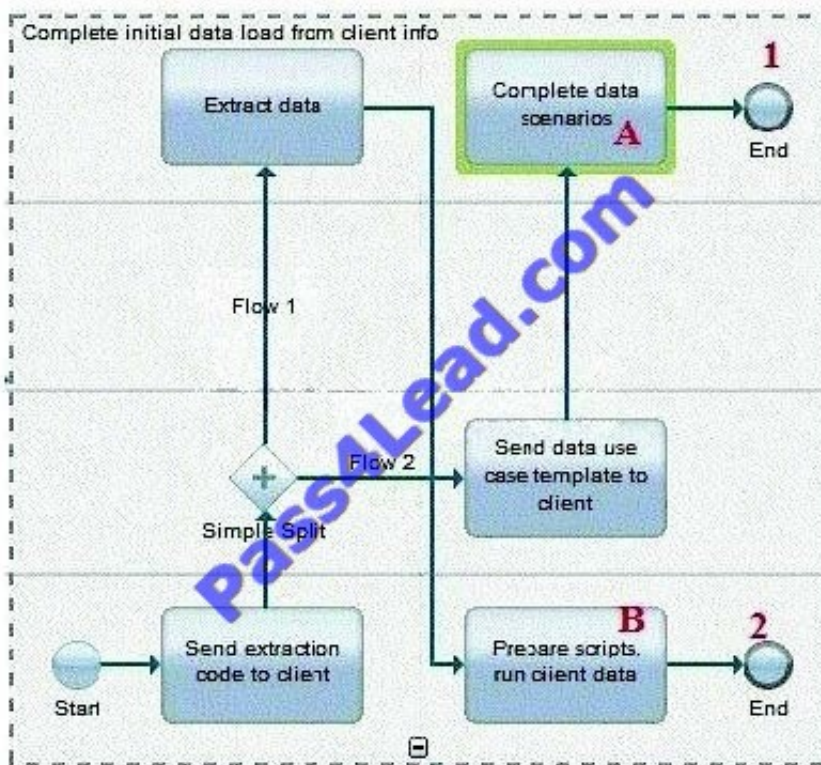 Complete initial data load from client info
Extract data
Complete data
scenarios
A
1
End
Flow 1
Flow 2
Simple Split
Send data use
case template to
client
Start
Send extraction
code to client
B
Prepare scripts.
run client data
2
End
Pass4Lead.com